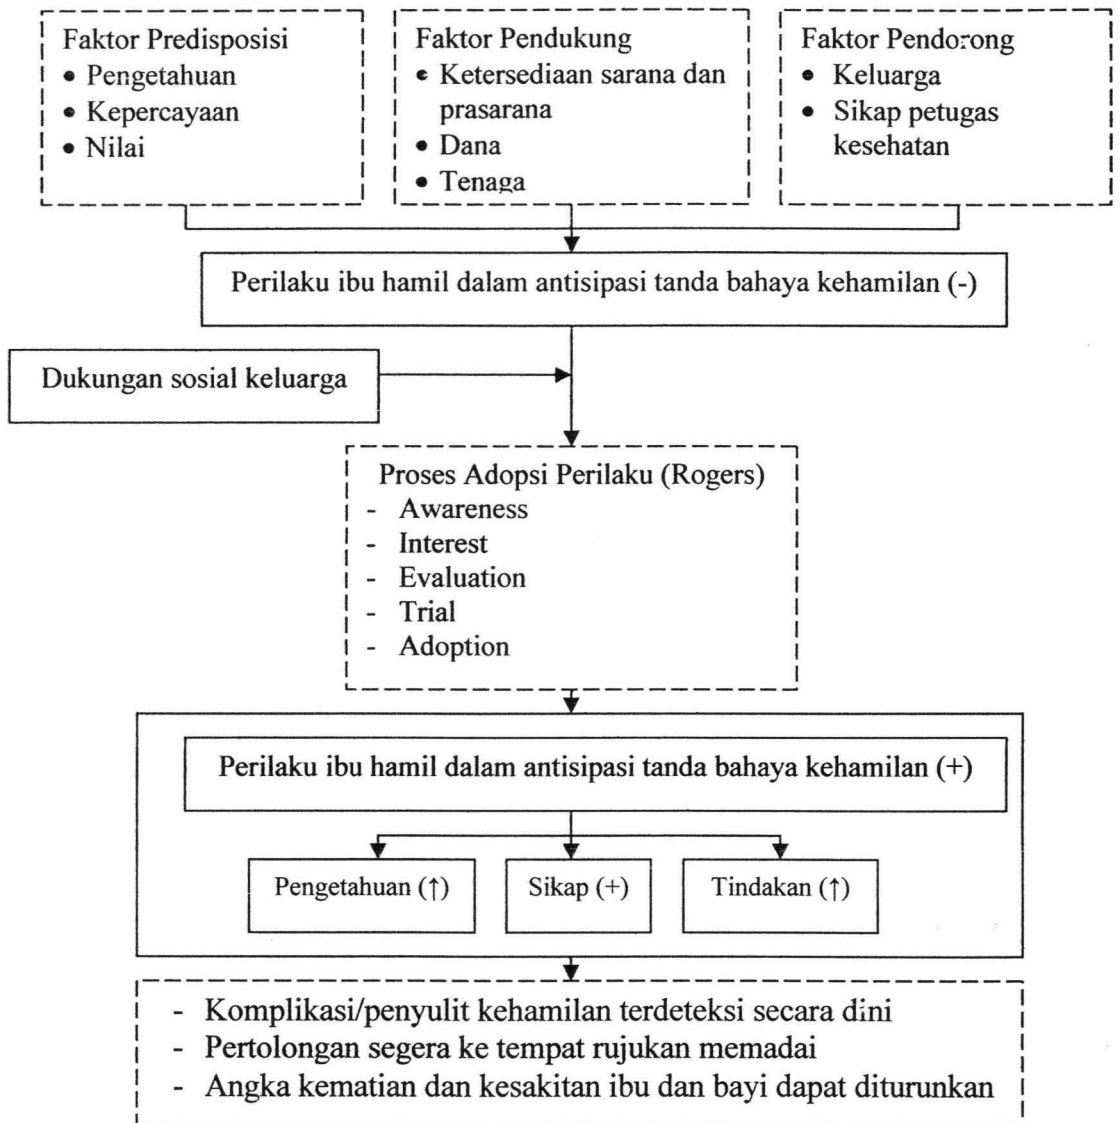 Faktor Predisposisi
• Pengetahuan
• Kepercayaan
• Nilai
Faktor Pendukung
• Ketersediaan sarana dan
prasarana
• Dana
• Tenaga
Faktor Pendorong
• Keluarga
• Sikap petugas
kesehatan
Perilaku ibu hamil dalam antisipasi tanda bahaya kehamilan (-)
Dukungan sosial keluarga
Proses Adopsi Perilaku (Rogers)
- Awareness
- Interest
- Evaluation
- Trial
- Adoption
Perilaku ibu hamil dalam antisipasi tanda bahaya kehamilan (+)
Pengetahuan (↑)
Sikap (+)
Tindakan (↑)
- Komplikasi/penyulit kehamilan terdeteksi secara dini
- Pertolongan segera ke tempat rujukan memadai
- Angka kematian dan kesakitan ibu dan bayi dapat diturunkan